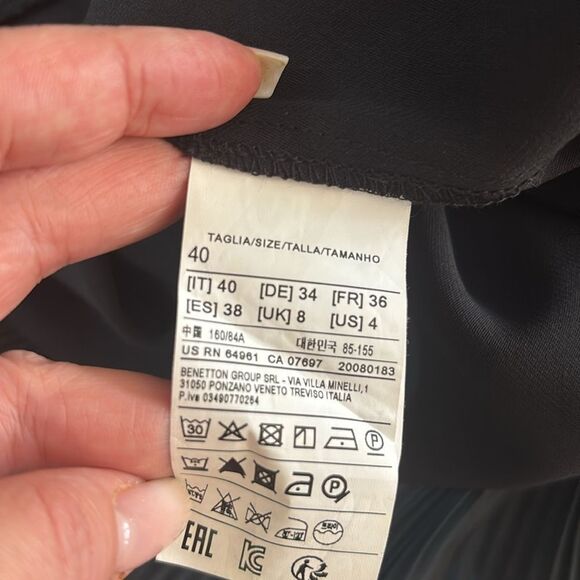 TAGLIA/SIZE/TALLA/TAMANHO
40
[IT] 40 [DE] 34 [FR] 36
[ES] 38 [UK] 8 [US] 4
中國 160/84A 대한민국 85-155
US RN 64961 CA 07697 20080183
BENETTON GROUP SRL - VIA VILLA MINELLI,1
31050 PONZANO VENETO TREVISO ITALIA
P.iva 03490770264
30 P
P
EAC